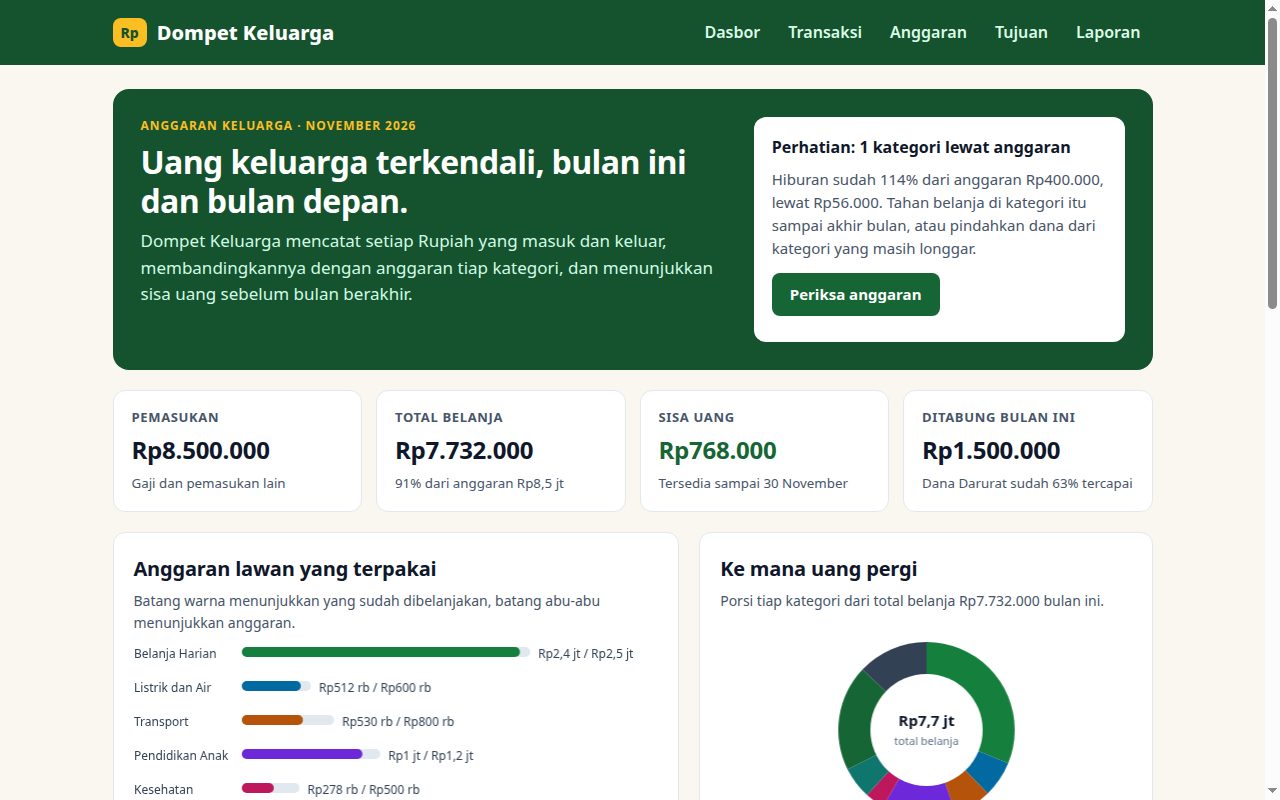 Rp Dompet Keluarga
Dasbor Transaksi Anggaran Tujuan Laporan
ANGGARAN KELUARGA · NOVEMBER 2026
Uang keluarga terkendali, bulan ini
dan bulan depan.
Dompet Keluarga mencatat setiap Rupiah yang masuk dan keluar,
membandingkannya dengan anggaran tiap kategori, dan menunjukkan
sisa uang sebelum bulan berakhir.
Perhatian: 1 kategori lewat anggaran
Hiburan sudah 114% dari anggaran Rp400.000,
lewat Rp56.000. Tahan belanja di kategori itu
sampai akhir bulan, atau pindahkan dana dari
kategori yang masih longgar.
Periksa anggaran
PEMASUKAN
Rp8.500.000
Gaji dan pemasukan lain
TOTAL BELANJA
Rp7.732.000
91% dari anggaran Rp8,5 jt
SISA UANG
Rp768.000
Tersedia sampai 30 November
DITABUNG BULAN INI
Rp1.500.000
Dana Darurat sudah 63% tercapai
Anggaran lawan yang terpakai
Batang warna menunjukkan yang sudah dibelanjakan, batang abu-abu
menunjukkan anggaran.
Belanja Harian Rp2,4 jt / Rp2,5 jt
Listrik dan Air Rp512 rb / Rp600 rb
Transport Rp530 rb / Rp800 rb
Pendidikan Anak Rp1 jt / Rp1,2 jt
Kesehatan Rp278 rb / Rp500 rb
Ke mana uang pergi
Porsi tiap kategori dari total belanja Rp7.732.000 bulan ini.
Rp7,7 jt
total belanja